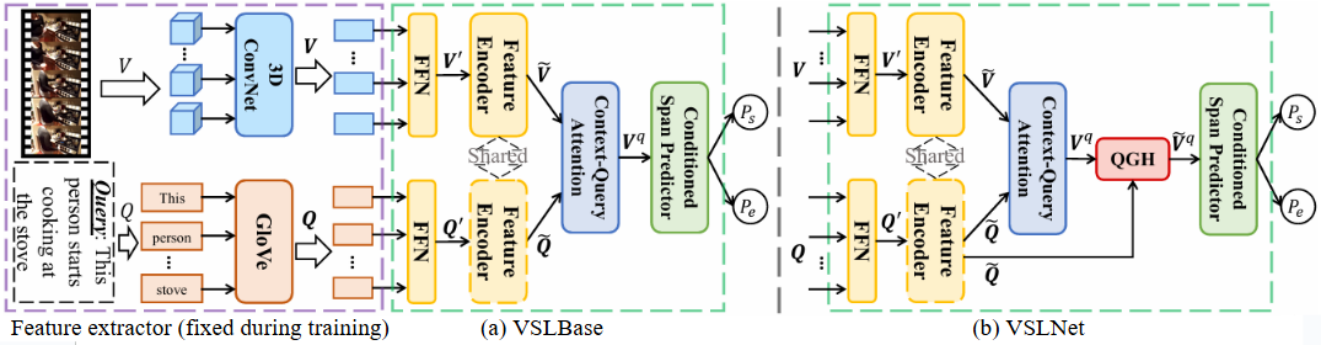 V
3D
ConvNet
V
Query: This
person starts
cooking at
the stove
Q
This
person
...
stove
GloVe
Q
FFN
V′
Feature
Encoder
Ṽ
Shared
FFN
Q′
Feature
Encoder
Q̃
Context-Query
Attention
V^q
Conditioned
Span Predictor
P_s
P_e
V
FFN
V′
Feature
Encoder
Ṽ
Shared
Q
FFN
Q′
Feature
Encoder
Q̃
Q̃
Context-Query
Attention
V^q
QGH
Ṽ^q
Conditioned
Span Predictor
P_s
P_e
Feature extractor (fixed during training)
(a) VSLBase
(b) VSLNet